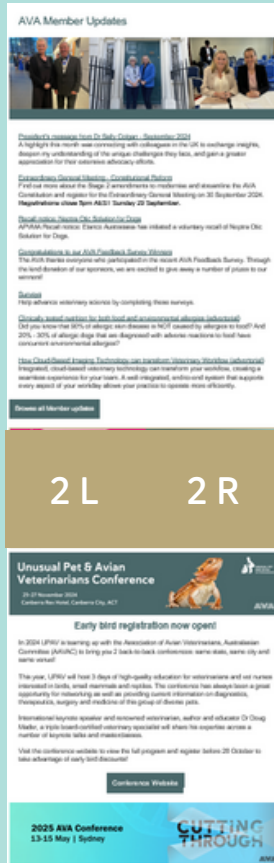 AVA Member Updates
President's message from Dr Sally Colgan - September 2024
A highlight this month was connecting with colleagues in the UK to exchange insights,
deepen my understanding of the unique challenges they face, and gain a greater
appreciation for their extensive advocacy efforts.
Extraordinary General Meeting - Constitutional Reform
Find out more about the Stage 2 amendments to modernise and streamline the AVA
Constitution and register for the Extraordinary General Meeting on 30 September 2024.
Registrations close 5pm AEST Sunday 29 September.
Recall notice: Neptra Otic Solution for Dogs
APVMA Recall notice: Elanco Australasia has initiated a voluntary recall of Neptra Otic
Solution for Dogs.
Congratulations to our AVA Feedback Survey Winners
The AVA thanks everyone who participated in the recent AVA Feedback Survey. Through
the kind donation of our sponsors, we are excited to give away a number of prizes to our
winners!
Surveys
Help advance veterinary science by completing these surveys.
Clinically tested nutrition for both food and environmental allergies (advertorial)
Did you know that 90% of allergic skin disease is NOT caused by allergies to food? And
20% - 30% of allergic dogs that are diagnosed with adverse reactions to food have
concurrent environmental allergies?
How Cloud-Based Imaging Technology can transform Veterinary Workflow (advertorial)
Integrated, cloud-based veterinary technology can transform your workflow, creating a
seamless experience for your team. A well integrated, end-to-end system that supports
every aspect of your workday allows your practice to operate more efficiently.
Browse all Member updates
2 L 2 R
Unusual Pet & Avian
Veterinarians Conference
25-27 November 2024
Canberra Rex Hotel, Canberra City, ACT
AVA
Early bird registration now open!
In 2024 UPAV is teaming up with the Association of Avian Veterinarians, Australasian
Committee (AAVAC) to bring you 2 back-to-back conferences: same state, same city and
same venue!
This year, UPAV will host 3 days of high-quality education for veterinarians and vet nurses
interested in birds, small mammals and reptiles. The conference has always been a great
opportunity for networking as well as providing current information on diagnostics,
therapeutics, surgery and medicine of this group of diverse pets.
International keynote speaker and renowned veterinarian, author and educator Dr Doug
Mader, a triple board-certified veterinary specialist will share his expertise across a
number of keynote talks and masterclasses.
Visit the conference website to view the full program and register before 28 October to
take advantage of early bird discounts!
Conference Website
2025 AVA Conference
13-15 May | Sydney
CUTTING
THROUGH
AVA